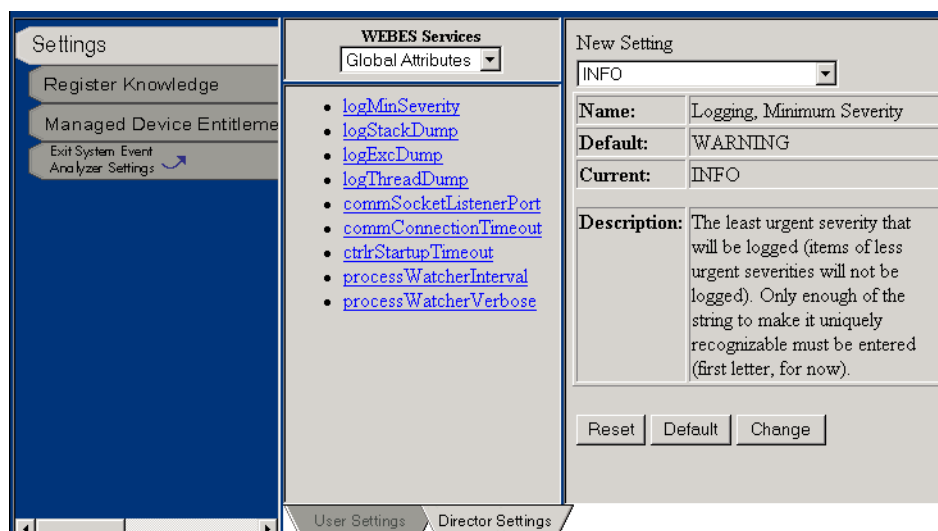 Settings
Register Knowledge
Managed Device Entitleme
Exit System Event
Analyzer Settings
WEBES Services
Global Attributes
logMinSeverity
logStackDump
logExcDump
logThreadDump
commSocketListenerPort
commConnectionTimeout
ctrlrStartupTimeout
processWatcherInterval
processWatcherVerbose
User Settings
Director Settings
New Setting
INFO
Name: Logging, Minimum Severity
Default: WARNING
Current: INFO
Description: The least urgent severity that
will be logged (items of less
urgent severities will not be
logged). Only enough of the
string to make it uniquely
recognizable must be entered
(first letter, for now).
Reset Default Change